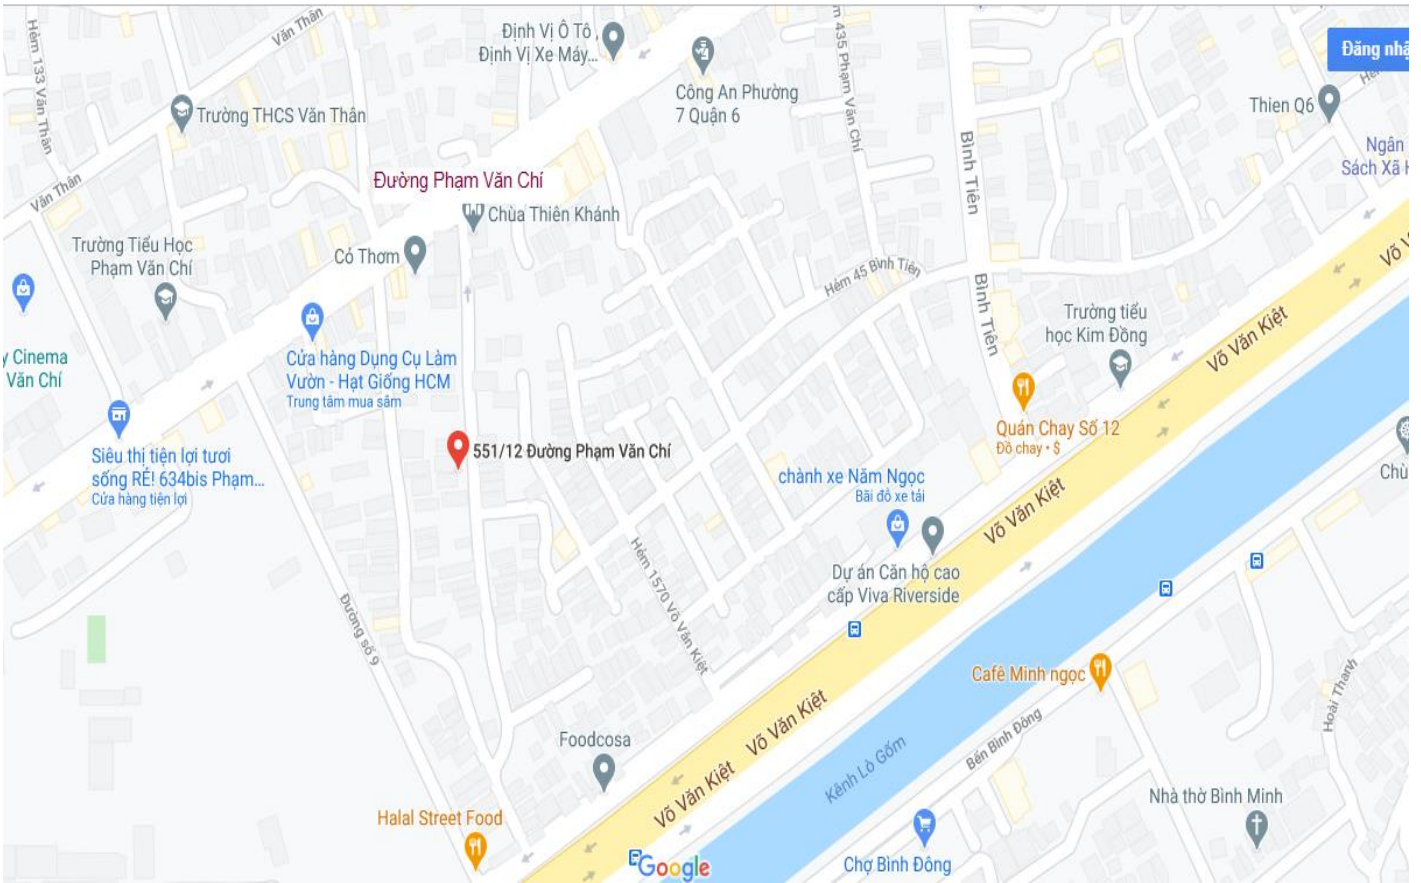 Văn Thân
Định Vị Ô Tô,
Định Vị Xe Máy...
Hẻm 133 Văn Thân
Hẻm 435 Phạm Văn Chí
Đăng nhậ
Công An Phường
7 Quận 6
Thien Q6
Trường THCS Văn Thân
Ngân
Sách Xã H
Bình Tiên
Đường Phạm Văn Chí
Văn Thân
Chùa Thiên Khánh
Trường Tiểu Học
Phạm Văn Chí
Cỏ Thơm
Hẻm 45 Bình Tiên
Bình Tiên
Võ V
Trường tiểu
học Kim Đồng
Võ Văn Kiệt
y Cinema
Văn Chí
Cửa hàng Dụng Cụ Làm
Vườn - Hạt Giống HCM
Trung tâm mua sắm
Quán Chay Số 12
Đồ chay • $
551/12 Đường Phạm Văn Chí
Siêu thị tiện lợi tươi
sống RẺ! 634bis Phạm...
Cửa hàng tiện lợi
chành xe Năm Ngọc
Bãi đỗ xe tải
Chù
Võ Văn Kiệt
Dự án Căn hộ cao
cấp Viva Riverside
Hẻm 1570 Võ Văn Kiệt
Đường số 9
Café Minh ngọc
Hoài Thanh
Võ Văn Kiệt
Bến Bình Đông
Foodcosa
Kênh Lò Gốm
Võ Văn Kiệt
Nhà thờ Bình Minh
Halal Street Food
Chợ Bình Đông
Google